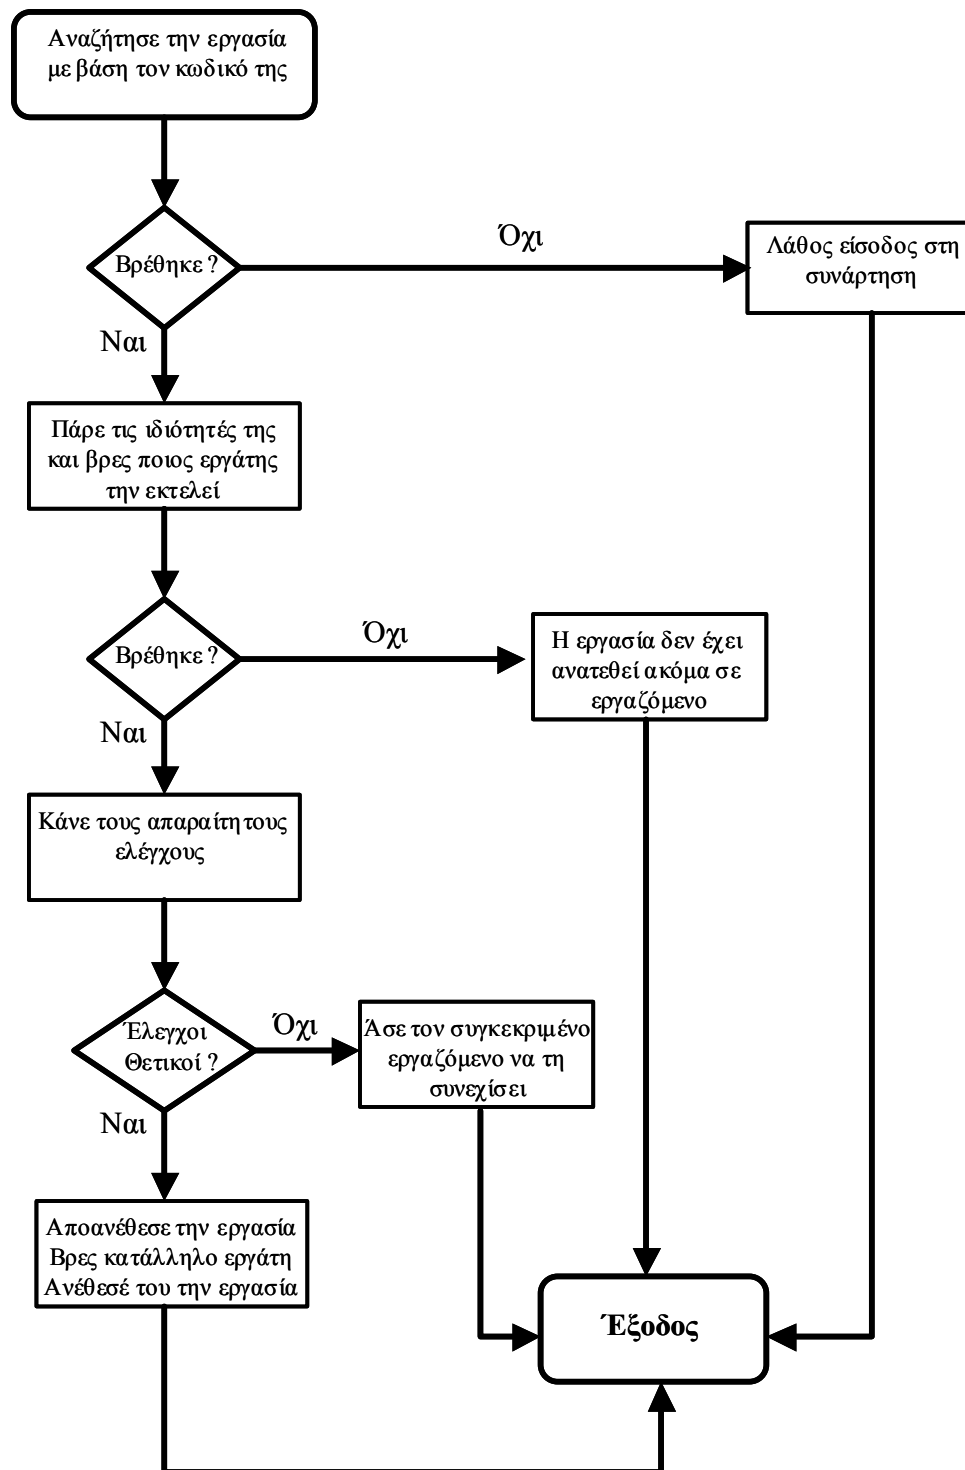 Αναζήτησε την εργασία
με βάση τον κωδικό της
Βρέθηκε ?
Όχι
Λάθος είσοδος στη
συνάρτηση
Ναι
Πάρε τις ιδιότητές της
και βρες ποιος εργάτης
την εκτελεί
Βρέθηκε ?
Όχι
Η εργασία δεν έχει
ανατεθεί ακόμα σε
εργαζόμενο
Ναι
Κάνε τους απαραίτητους
ελέγχους
Έλεγχοι
Θετικοί ?
Όχι
Άσε τον συγκεκριμένο
εργαζόμενο να τη
συνεχίσει
Ναι
Αποανέθεσε την εργασία
Βρες κατάλληλο εργάτη
Ανέθεσέ του την εργασία
Έξοδος